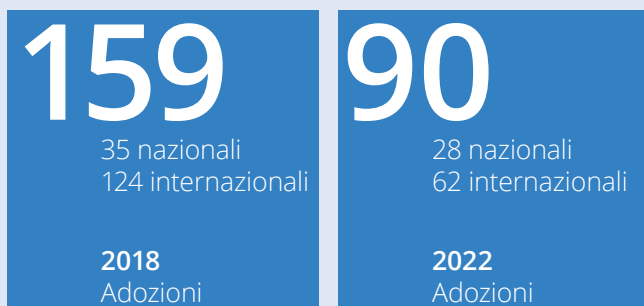 159
35 nazionali
124 internazionali
2018
Adozioni
90
28 nazionali
62 internazionali
2022
Adozioni